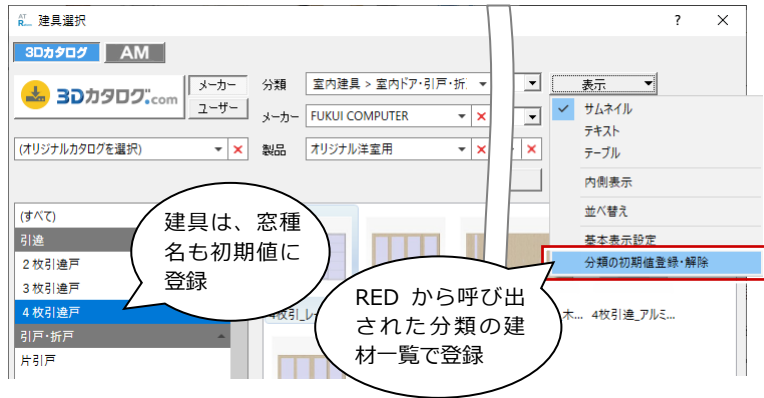 建具選択
? ×
3Dカタログ AM
3Dカタログ.com
メーカー
ユーザー
分類 室内建具 > 室内ドア・引戸・折
メーカー FUKUI COMPUTER
製品 オリジナル洋室用
(オリジナルカタログを選択)
表示
サムネイル
テキスト
テーブル
内側表示
並べ替え
基本表示設定
分類の初期値登録・解除
(すべて)
引違
2枚引違戸
3枚引違戸
4枚引違戸
引戸・折戸
片引戸
建具は、窓種
名も初期値に
登録
RED から呼び出
された分類の建
材一覧で登録
4枚引_レ
木... 4枚引違_アルミ...